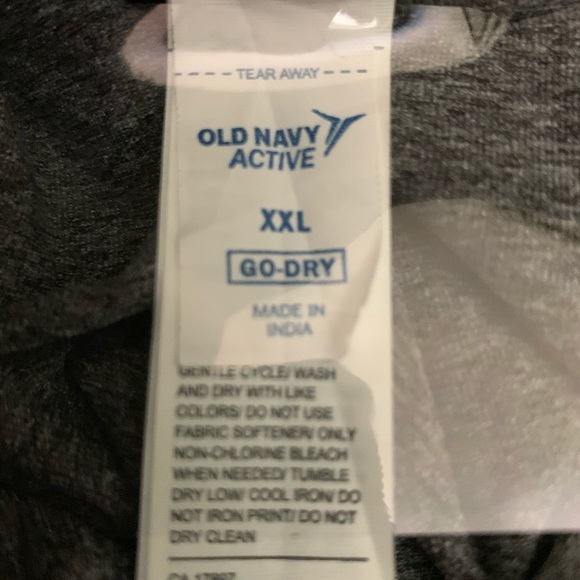 --- TEAR AWAY ---
OLD NAVY
ACTIVE
XXL
GO-DRY
MADE IN
INDIA
GENTLE CYCLE/ WASH
AND DRY WITH LIKE
COLORS/ DO NOT USE
FABRIC SOFTENER/ ONLY
NON-CHLORINE BLEACH
WHEN NEEDED/ TUMBLE
DRY LOW/ COOL IRON/ DO
NOT IRON PRINT/ DO NOT
DRY CLEAN